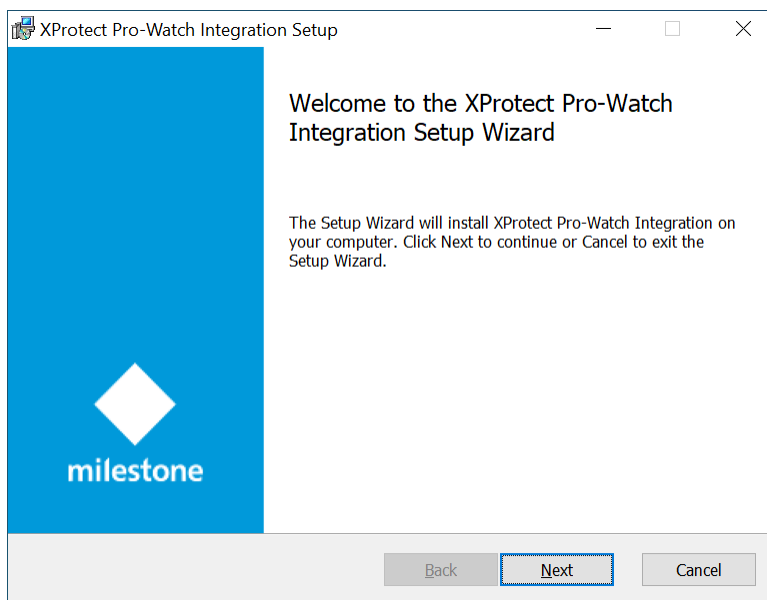 XProtect Pro-Watch Integration Setup
Welcome to the XProtect Pro-Watch
Integration Setup Wizard
The Setup Wizard will install XProtect Pro-Watch Integration on
your computer. Click Next to continue or Cancel to exit the
Setup Wizard.
milestone
Back
Next
Cancel